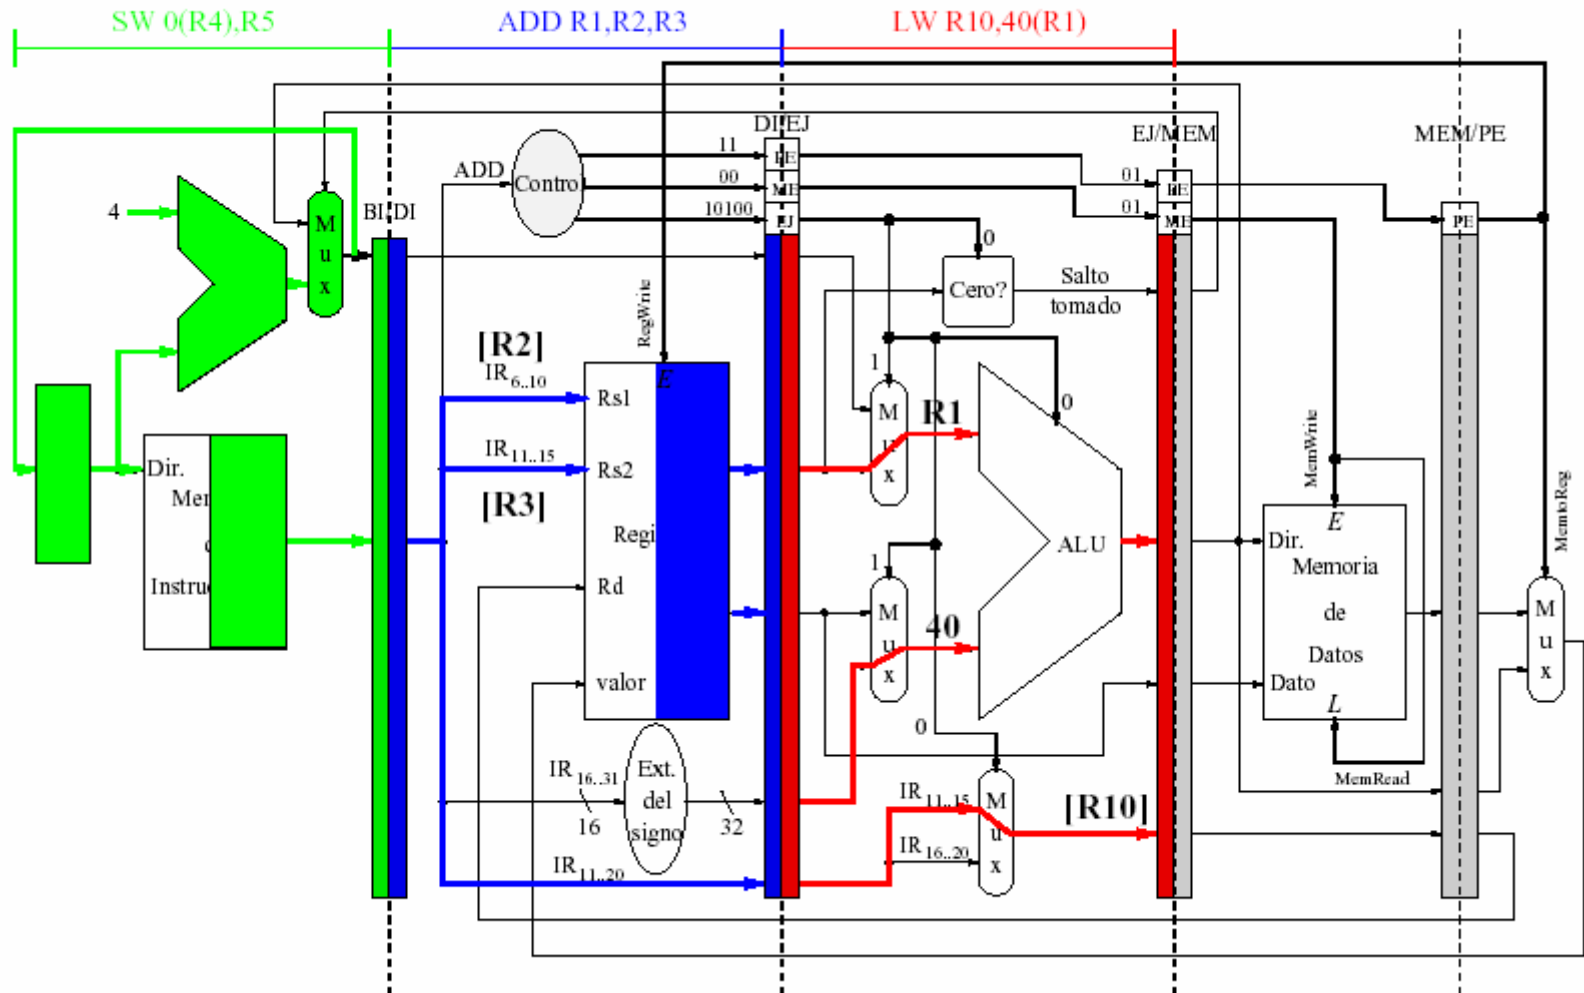 SW 0(R4),R5
ADD R1,R2,R3
LW R10,40(R1)
DI/EJ
EJ/MEM
MEM/PE
11
PE
01
PE
ADD
Contro
00
ME
01
ME
PE
10100
EJ
4
M
u
x
BI/DI
0
Cero?
Salto
tomado
RegWrite
[R2]
IR6..10
E
Rs1
1
M
u
x
R1
0
IR11..15
Rs2
[R3]
Dir.
Mer
Instru
Regi
ALU
MemWrite
E
Dir.
Memoria
de
Datos
Dato
L
MemRead
MemtoReg
M
u
x
Rd
1
M
u
x
40
valor
0
IR16..31
16
Ext.
del
signo
32
IR11..15
M
u
x
[R10]
IR16..20
IR11..20